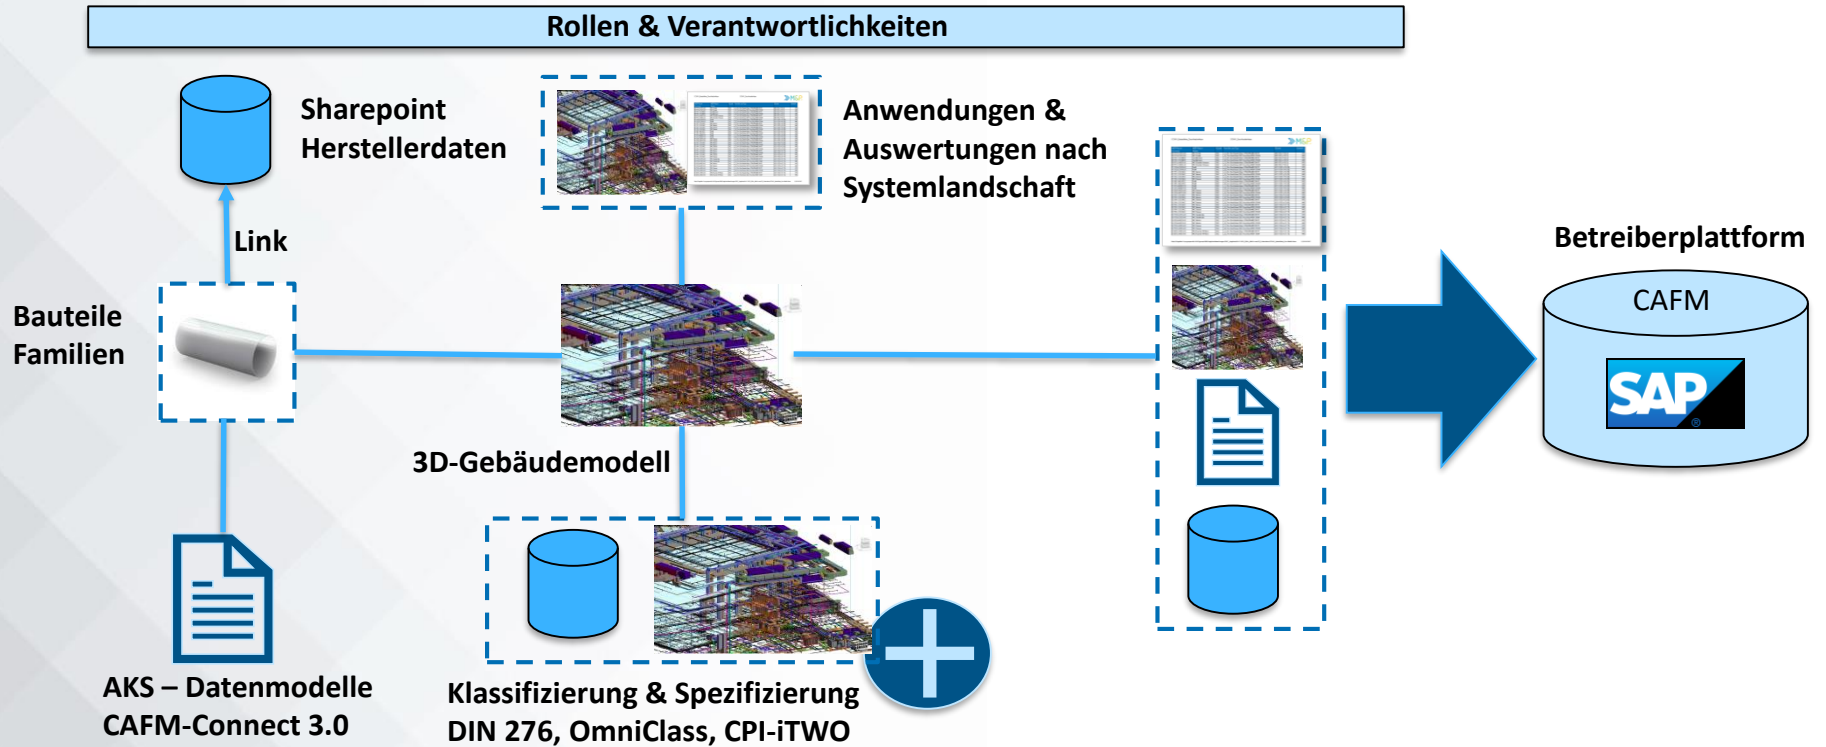 Rollen & Verantwortlichkeiten
Sharepoint
Herstellerdaten
Anwendungen &
Auswertungen nach
Systemlandschaft
Link
Betreiberplattform
CAFM
SAP
®
Bauteile
Familien
3D-Gebäudemodell
AKS – Datenmodelle
CAFM-Connect 3.0
Klassifizierung & Spezifizierung
DIN 276, OmniClass, CPI-iTWO